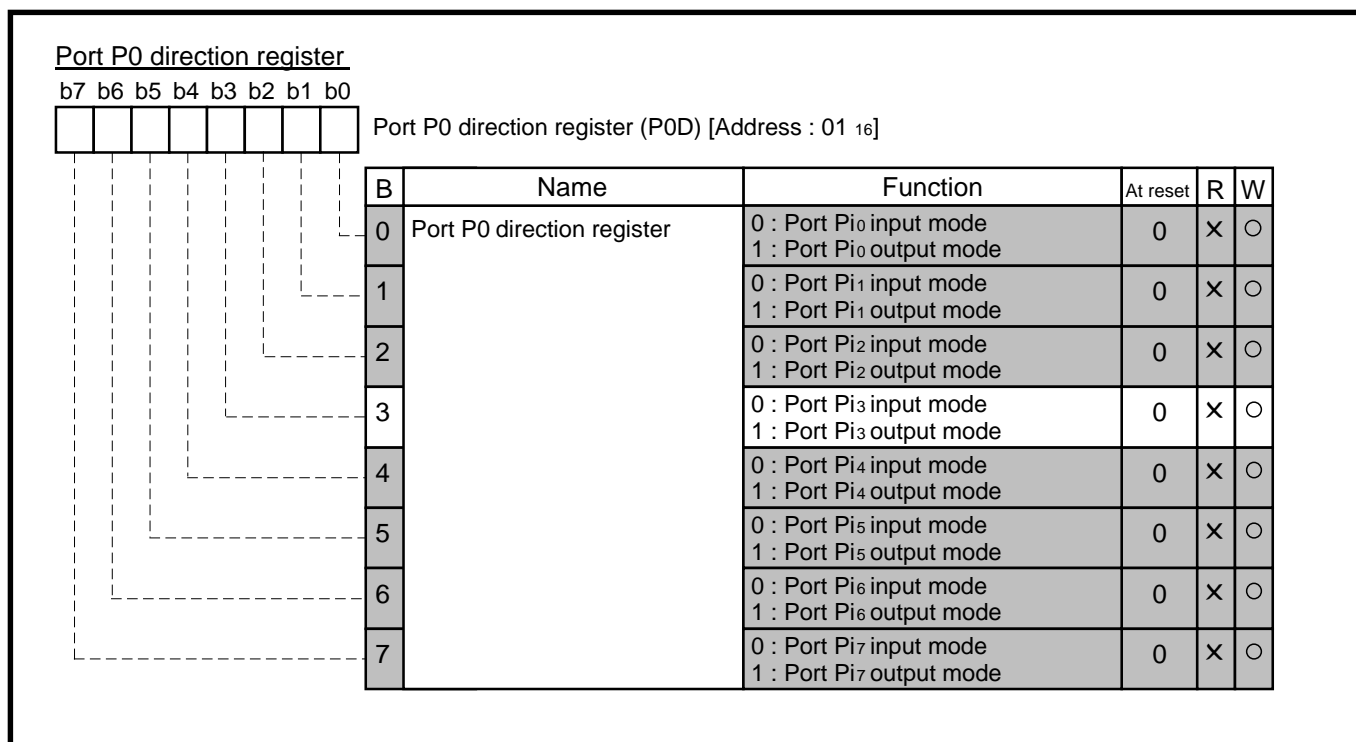 Port P0 direction register
b7 b6 b5 b4 b3 b2 b1 b0
Port P0 direction register (P0D) [Address : 01 16]
B Name Function At reset R W
0 Port P0 direction register 0 : Port Pi0 input mode
1 : Port Pi0 output mode 0 × ○
1 0 : Port Pi1 input mode
1 : Port Pi1 output mode 0 × ○
2 0 : Port Pi2 input mode
1 : Port Pi2 output mode 0 × ○
3 0 : Port Pi3 input mode
1 : Port Pi3 output mode 0 × ○
4 0 : Port Pi4 input mode
1 : Port Pi4 output mode 0 × ○
5 0 : Port Pi5 input mode
1 : Port Pi5 output mode 0 × ○
6 0 : Port Pi6 input mode
1 : Port Pi6 output mode 0 × ○
7 0 : Port Pi7 input mode
1 : Port Pi7 output mode 0 × ○